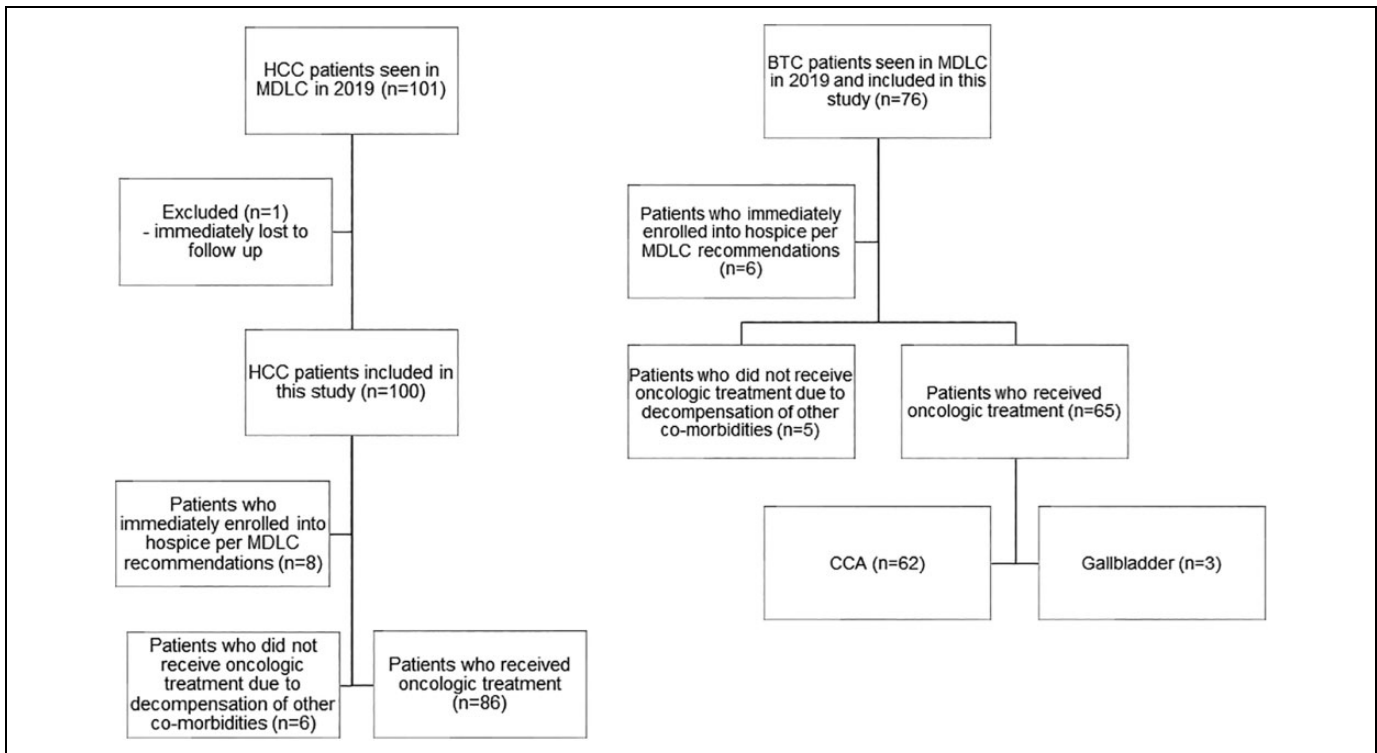 HCC patients seen in
MDLC in 2019 (n=101)
Excluded (n=1)
- immediately lost to
follow up
HCC patients included in
this study (n=100)
Patients who
immediately enrolled into
hospice per MDLC
recommendations (n=8)
Patients who did not
receive oncologic
treatment due to
decompensation of other
co-morbidities (n=6)
Patients who received
oncologic treatment
(n=86)
BTC patients seen in MDLC
in 2019 and included in this
study (n=76)
Patients who immediately
enrolled into hospice per
MDLC recommendations
(n=6)
Patients who did not receive
oncologic treatment due to
decompensation of other
co-morbidities (n=5)
Patients who received
oncologic treatment (n=65)
CCA (n=62)
Gallbladder (n=3)